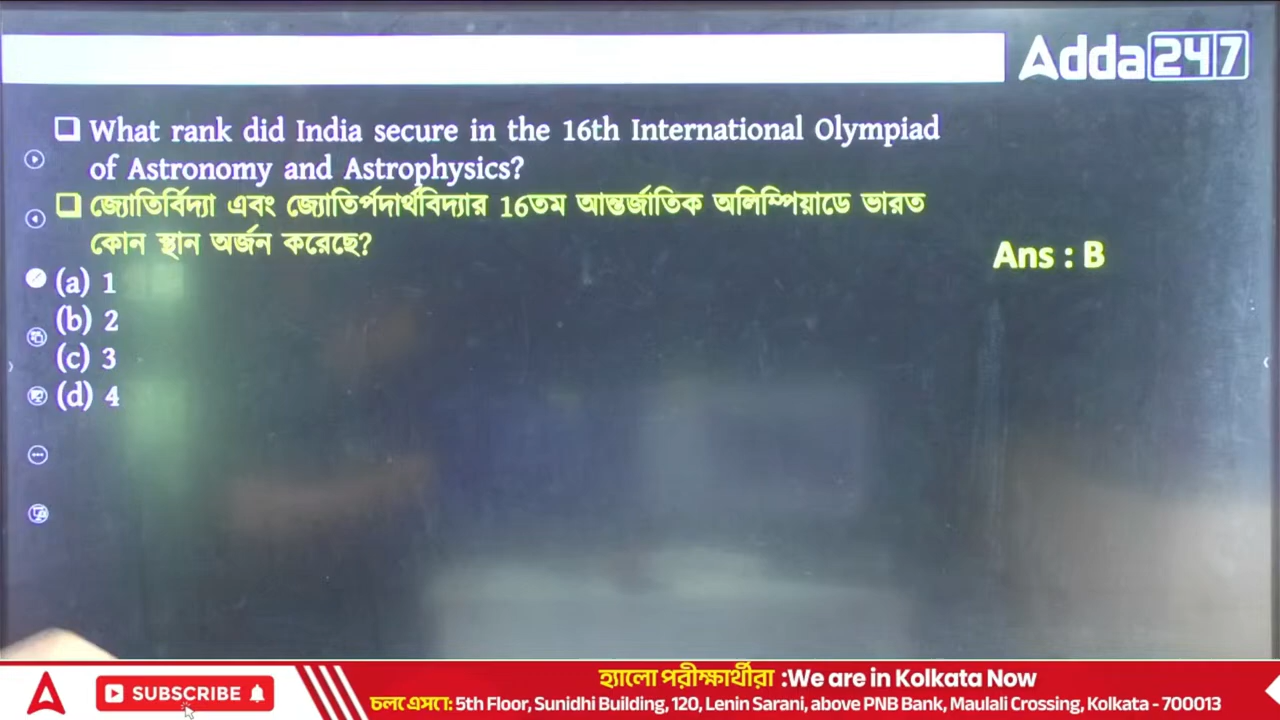 Adda247
❑ What rank did India secure in the 16th International Olympiad
of Astronomy and Astrophysics?
❑ জ্যোতির্বিদ্যা এবং জ্যোতির্পদার্থবিদ্যার 16তম আন্তর্জাতিক অলিম্পিয়াডে ভারত
কোন স্থান অর্জন করেছে?
Ans : B
(a) 1
(b) 2
(c) 3
(d) 4
হ্যালো পরীক্ষার্থীরা :We are in Kolkata Now
SUBSCRIBE
চলে এসো: 5th Floor, Sunidhi Building, 120, Lenin Sarani, above PNB Bank, Maulali Crossing, Kolkata - 700013